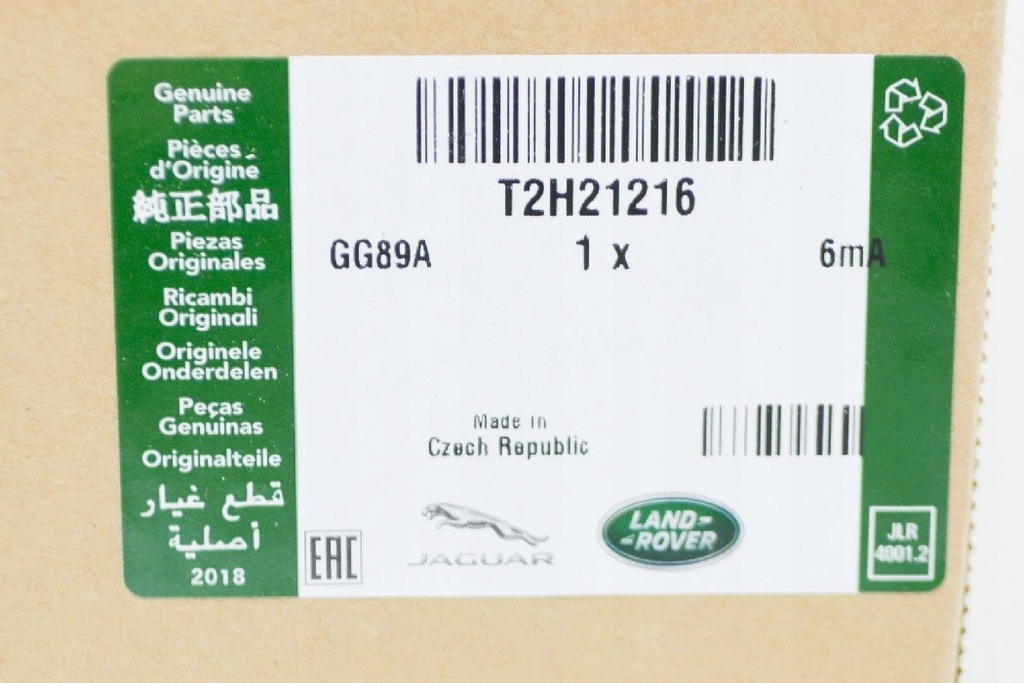 Genuine
Parts
Pièces
d'Origine
純正部品
Piezas
Originales
Ricambi
Originali
Originele
Onderdelen
Peças
Genuinas
Originalteile
قطع غيار
أصلية
2018
T2H21216
GG89A 1 x 6mA
Made in
Czech Republic
EAC
JAGUAR
LAND-
-ROVER
JLR
4001.2